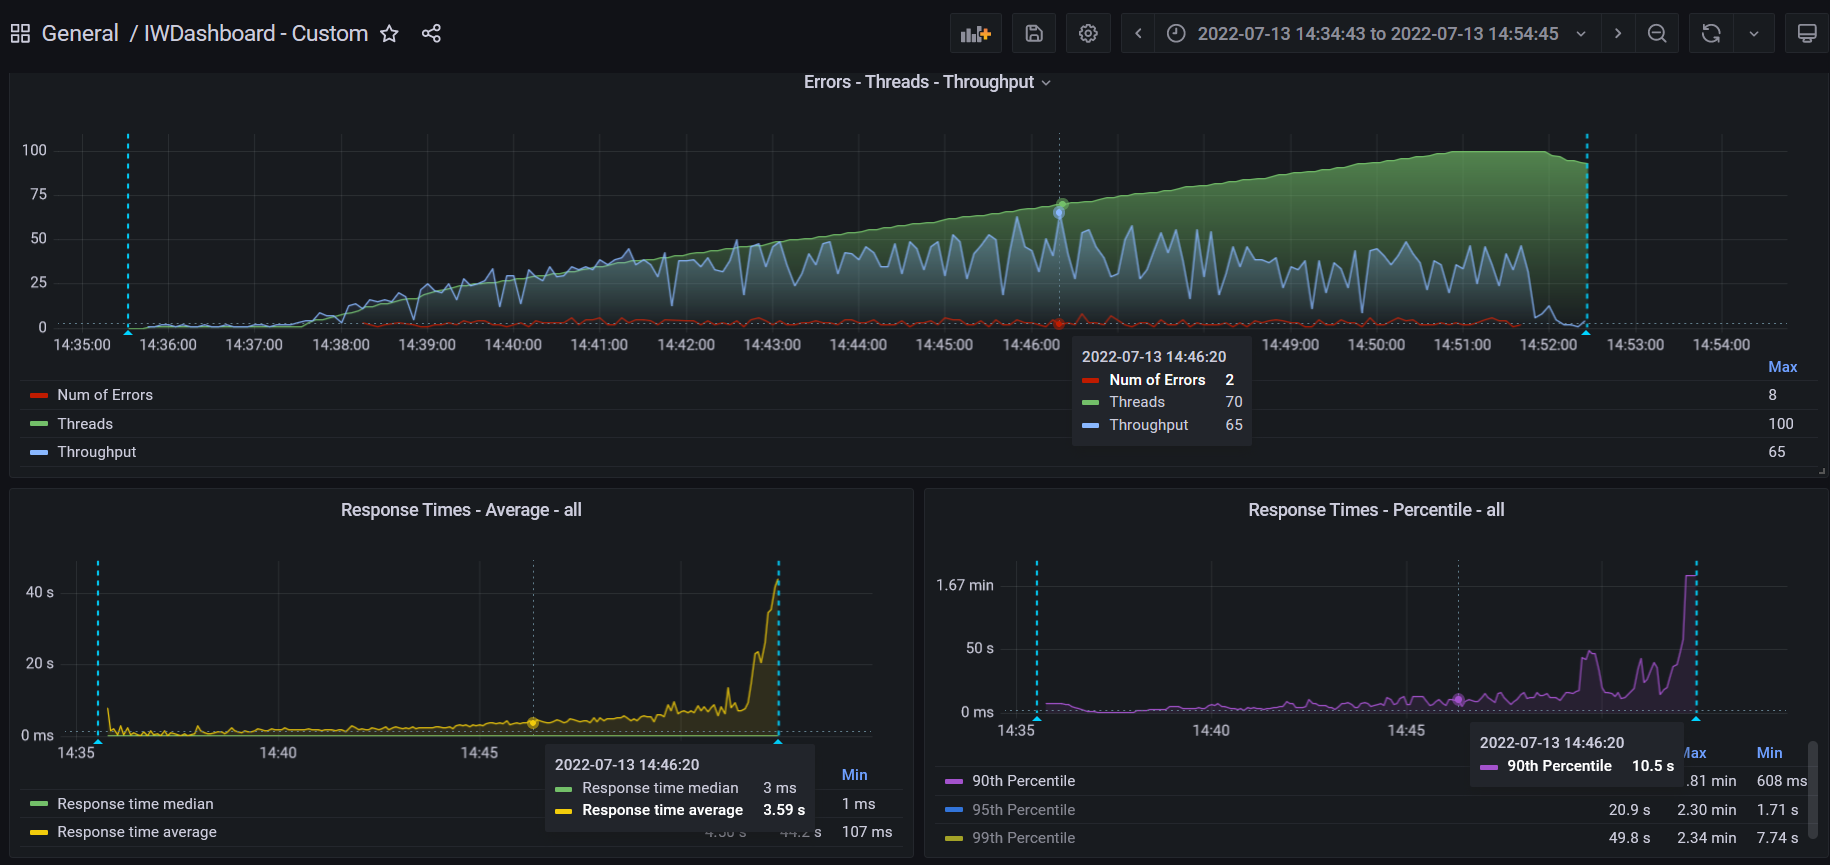 General / IWDashboard - Custom
2022-07-13 14:34:43 to 2022-07-13 14:54:45
Errors - Threads - Throughput
100
75
50
25
0
14:35:00 14:36:00 14:37:00 14:38:00 14:39:00 14:40:00 14:41:00 14:42:00 14:43:00 14:44:00 14:45:00 14:46:00 14:49:00 14:50:00 14:51:00 14:52:00 14:53:00 14:54:00
2022-07-13 14:46:20
Num of Errors 2
Threads 70
Throughput 65
Max
Num of Errors 8
Threads 100
Throughput 65
Response Times - Average - all
40 s
20 s
0 ms
14:35 14:40 14:45
2022-07-13 14:46:20
Response time median 3 ms
Response time average 3.59 s
Min
Response time median 1 ms
Response time average 44.2 s 107 ms
Response Times - Percentile - all
1.67 min
50 s
0 ms
14:35 14:40 14:45
2022-07-13 14:46:20
90th Percentile 10.5 s
Max Min
90th Percentile .81 min 608 ms
95th Percentile 20.9 s 2.30 min 1.71 s
99th Percentile 49.8 s 2.34 min 7.74 s